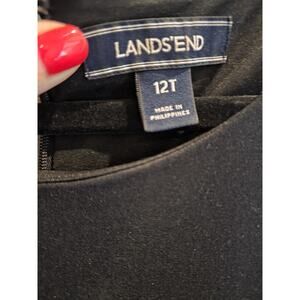 LANDS'END
12T
MADE IN
PHILIPPINES